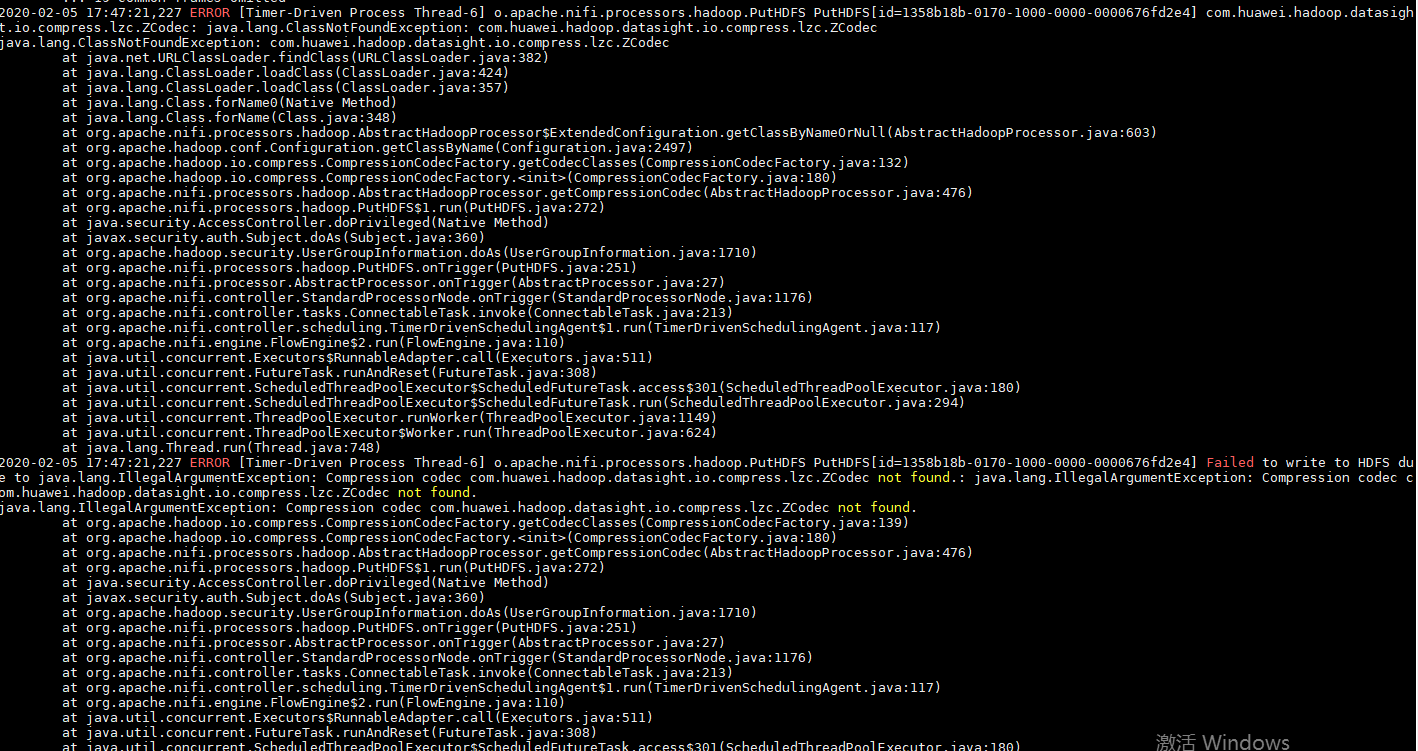 ... 15 common frames omitted
2020-02-05 17:47:21,227 ERROR [Timer-Driven Process Thread-6] o.apache.nifi.processors.hadoop.PutHDFS PutHDFS[id=1358b18b-0170-1000-0000-0000676fd2e4] com.huawei.hadoop.datasigh
t.io.compress.lzc.ZCodec: java.lang.ClassNotFoundException: com.huawei.hadoop.datasight.io.compress.lzc.ZCodec
java.lang.ClassNotFoundException: com.huawei.hadoop.datasight.io.compress.lzc.ZCodec
at java.net.URLClassLoader.findClass(URLClassLoader.java:382)
at java.lang.ClassLoader.loadClass(ClassLoader.java:424)
at java.lang.ClassLoader.loadClass(ClassLoader.java:357)
at java.lang.Class.forName0(Native Method)
at java.lang.Class.forName(Class.java:348)
at org.apache.nifi.processors.hadoop.AbstractHadoopProcessor$ExtendedConfiguration.getClassByNameOrNull(AbstractHadoopProcessor.java:603)
at org.apache.hadoop.conf.Configuration.getClassByName(Configuration.java:2497)
at org.apache.hadoop.io.compress.CompressionCodecFactory.getCodecClasses(CompressionCodecFactory.java:132)
at org.apache.hadoop.io.compress.CompressionCodecFactory.<init>(CompressionCodecFactory.java:180)
at org.apache.nifi.processors.hadoop.AbstractHadoopProcessor.getCompressionCodec(AbstractHadoopProcessor.java:476)
at org.apache.nifi.processors.hadoop.PutHDFS$1.run(PutHDFS.java:272)
at java.security.AccessController.doPrivileged(Native Method)
at javax.security.auth.Subject.doAs(Subject.java:360)
at org.apache.hadoop.security.UserGroupInformation.doAs(UserGroupInformation.java:1710)
at org.apache.nifi.processors.hadoop.PutHDFS.onTrigger(PutHDFS.java:251)
at org.apache.nifi.processor.AbstractProcessor.onTrigger(AbstractProcessor.java:27)
at org.apache.nifi.controller.StandardProcessorNode.onTrigger(StandardProcessorNode.java:1176)
at org.apache.nifi.controller.tasks.ConnectableTask.invoke(ConnectableTask.java:213)
at org.apache.nifi.controller.scheduling.TimerDrivenSchedulingAgent$1.run(TimerDrivenSchedulingAgent.java:117)
at org.apache.nifi.engine.FlowEngine$2.run(FlowEngine.java:110)
at java.util.concurrent.Executors$RunnableAdapter.call(Executors.java:511)
at java.util.concurrent.FutureTask.runAndReset(FutureTask.java:308)
at java.util.concurrent.ScheduledThreadPoolExecutor$ScheduledFutureTask.access$301(ScheduledThreadPoolExecutor.java:180)
at java.util.concurrent.ScheduledThreadPoolExecutor$ScheduledFutureTask.run(ScheduledThreadPoolExecutor.java:294)
at java.util.concurrent.ThreadPoolExecutor.runWorker(ThreadPoolExecutor.java:1149)
at java.util.concurrent.ThreadPoolExecutor$Worker.run(ThreadPoolExecutor.java:624)
at java.lang.Thread.run(Thread.java:748)
2020-02-05 17:47:21,227 ERROR [Timer-Driven Process Thread-6] o.apache.nifi.processors.hadoop.PutHDFS PutHDFS[id=1358b18b-0170-1000-0000-0000676fd2e4] Failed to write to HDFS du
e to java.lang.IllegalArgumentException: Compression codec com.huawei.hadoop.datasight.io.compress.lzc.ZCodec not found.: java.lang.IllegalArgumentException: Compression codec c
om.huawei.hadoop.datasight.io.compress.lzc.ZCodec not found.
java.lang.IllegalArgumentException: Compression codec com.huawei.hadoop.datasight.io.compress.lzc.ZCodec not found.
at org.apache.hadoop.io.compress.CompressionCodecFactory.getCodecClasses(CompressionCodecFactory.java:139)
at org.apache.hadoop.io.compress.CompressionCodecFactory.<init>(CompressionCodecFactory.java:180)
at org.apache.nifi.processors.hadoop.AbstractHadoopProcessor.getCompressionCodec(AbstractHadoopProcessor.java:476)
at org.apache.nifi.processors.hadoop.PutHDFS$1.run(PutHDFS.java:272)
at java.security.AccessController.doPrivileged(Native Method)
at javax.security.auth.Subject.doAs(Subject.java:360)
at org.apache.hadoop.security.UserGroupInformation.doAs(UserGroupInformation.java:1710)
at org.apache.nifi.processors.hadoop.PutHDFS.onTrigger(PutHDFS.java:251)
at org.apache.nifi.processor.AbstractProcessor.onTrigger(AbstractProcessor.java:27)
at org.apache.nifi.controller.StandardProcessorNode.onTrigger(StandardProcessorNode.java:1176)
at org.apache.nifi.controller.tasks.ConnectableTask.invoke(ConnectableTask.java:213)
at org.apache.nifi.controller.scheduling.TimerDrivenSchedulingAgent$1.run(TimerDrivenSchedulingAgent.java:117)
at org.apache.nifi.engine.FlowEngine$2.run(FlowEngine.java:110)
at java.util.concurrent.Executors$RunnableAdapter.call(Executors.java:511)
at java.util.concurrent.FutureTask.runAndReset(FutureTask.java:308)
at java.util.concurrent.ScheduledThreadPoolExecutor$ScheduledFutureTask.access$301(ScheduledThreadPoolExecutor.java:180)
激活 Windows